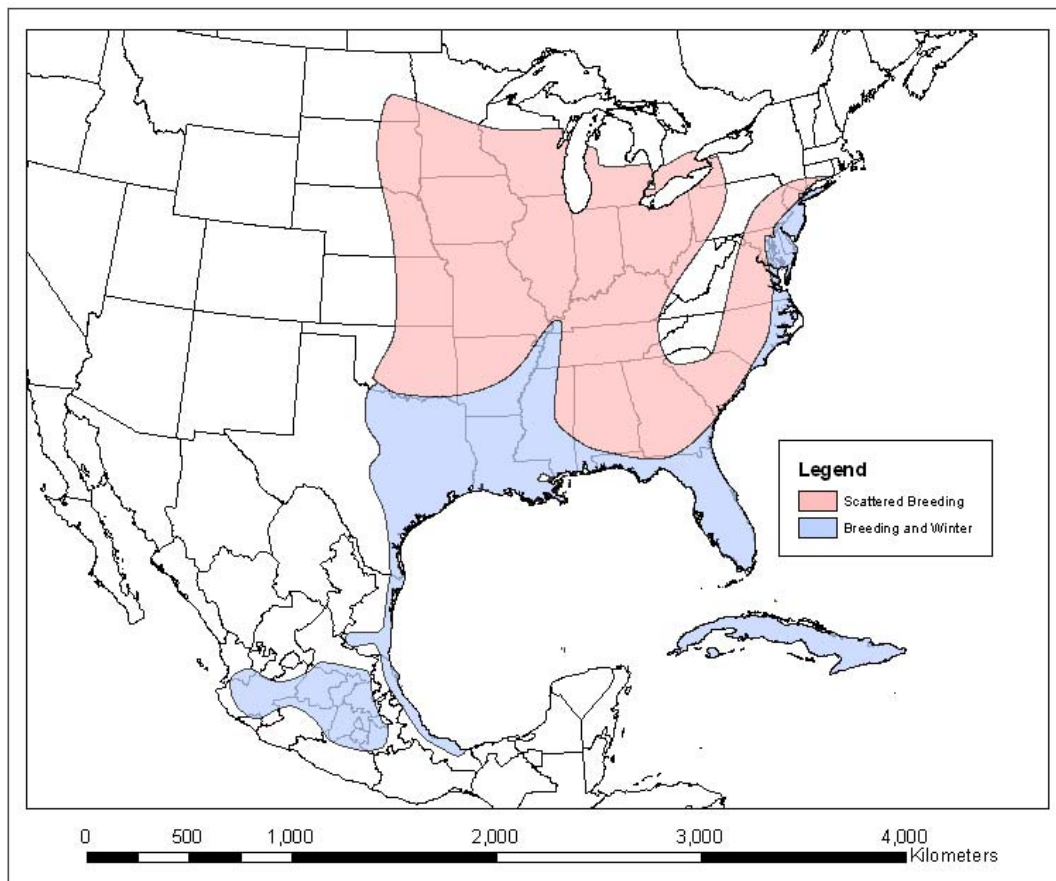 Legend
Scattered Breeding
Breeding and Winter
0 500 1,000 2,000 3,000 4,000
Kilometers